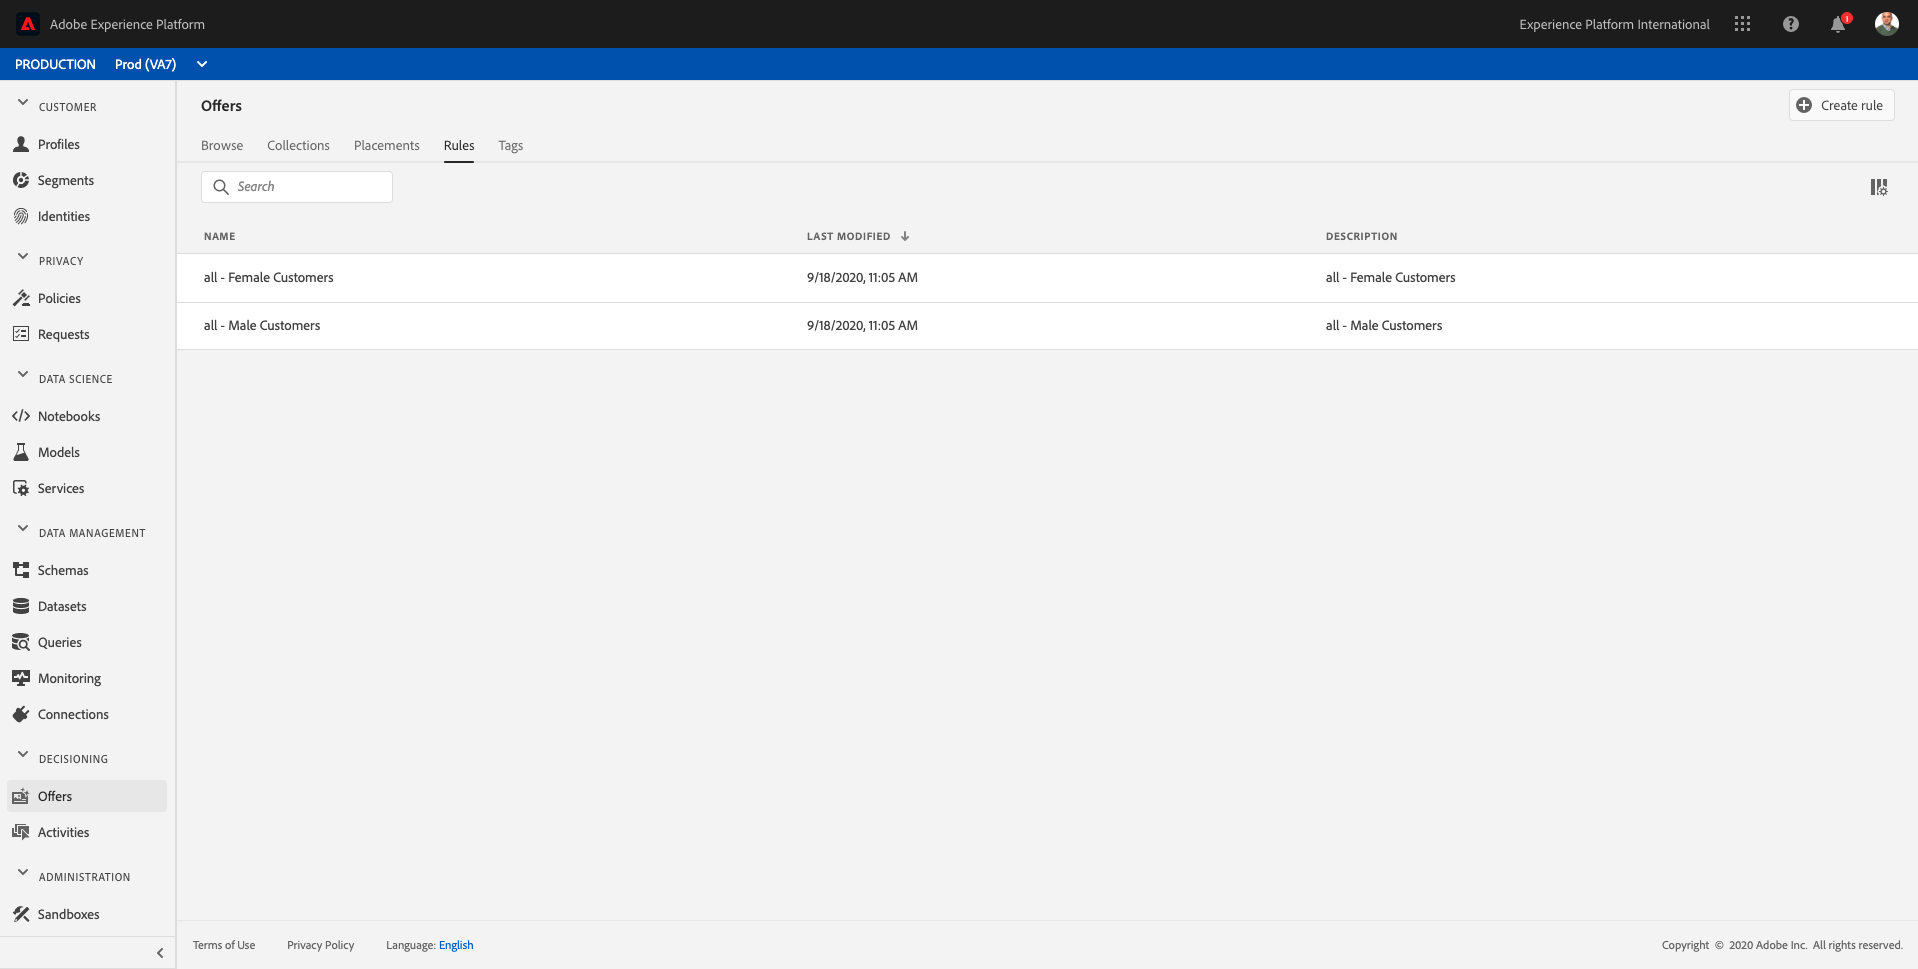 Adobe Experience Platform
Experience Platform International
1
PRODUCTION Prod (VA7)
CUSTOMER
Profiles
Segments
Identities
PRIVACY
Policies
Requests
DATA SCIENCE
Notebooks
Models
Services
DATA MANAGEMENT
Schemas
Datasets
Queries
Monitoring
Connections
DECISIONING
Offers
Activities
ADMINISTRATION
Sandboxes
Offers
Create rule
Browse Collections Placements Rules Tags
Search
NAME LAST MODIFIED DESCRIPTION
all - Female Customers 9/18/2020, 11:05 AM all - Female Customers
all - Male Customers 9/18/2020, 11:05 AM all - Male Customers
Terms of Use Privacy Policy Language: English
Copyright © 2020 Adobe Inc. All rights reserved.